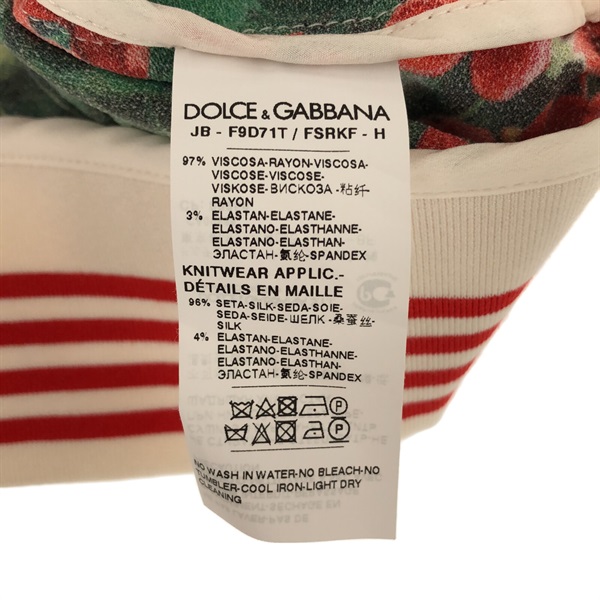 DOLCE & GABBANA
JB - F9D71T / FSRKF - H
97% VISCOSA-RAYON-VISCOSA-
VISCOSE-VISCOSE-
VISKOSE-ВИСКОЗА -粘纤-
RAYON
3% ELASTAN-ELASTANE-
ELASTANO-ELASTHANNE-
ELASTANO-ELASTHAN-
ЭЛАСТАН-氨纶-SPANDEX
KNITWEAR APPLIC.-
DÉTAILS EN MAILLE
96% SETA-SILK-SEDA-SOIE-
SEDA-SEIDE-ШЕЛК -桑蚕丝-
SILK
4% ELASTAN-ELASTANE-
ELASTANO-ELASTHANNE-
ELASTANO-ELASTHAN-
ЭЛАСТАН-氨纶-SPANDEX
P
P
NO WASH IN WATER-NO BLEACH-NO
TUMBLER-COOL IRON-LIGHT DRY
CLEANING